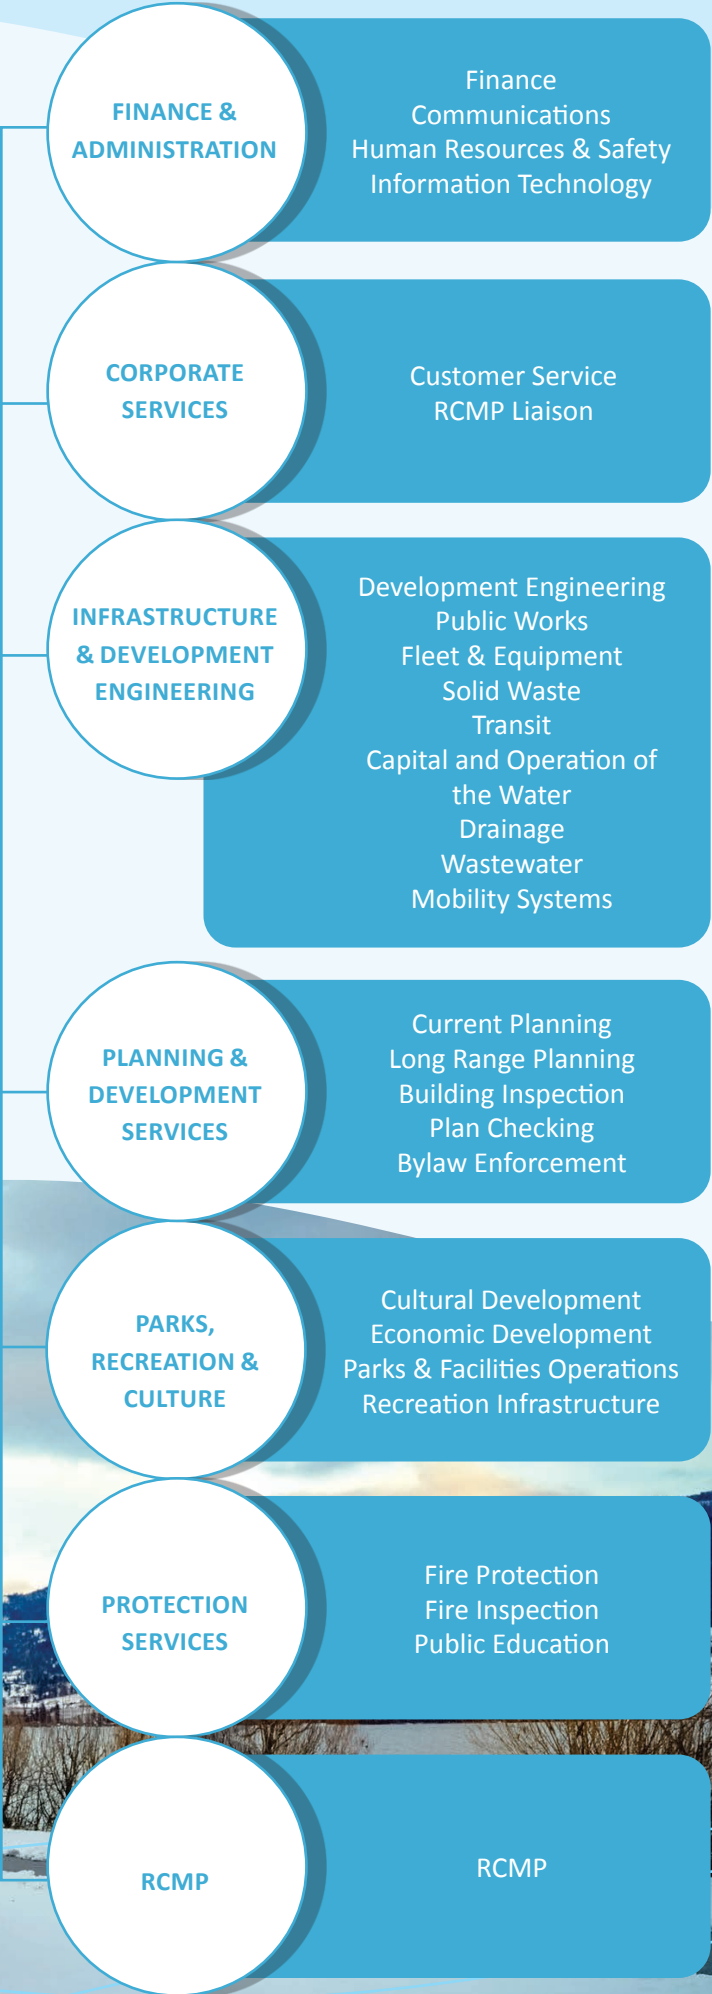 FINANCE &
ADMINISTRATION
Finance
Communications
Human Resources & Safety
Information Technology
CORPORATE
SERVICES
Customer Service
RCMP Liaison
INFRASTRUCTURE
& DEVELOPMENT
ENGINEERING
Development Engineering
Public Works
Fleet & Equipment
Solid Waste
Transit
Capital and Operation of
the Water
Drainage
Wastewater
Mobility Systems
PLANNING &
DEVELOPMENT
SERVICES
Current Planning
Long Range Planning
Building Inspection
Plan Checking
Bylaw Enforcement
PARKS,
RECREATION &
CULTURE
Cultural Development
Economic Development
Parks & Facilities Operations
Recreation Infrastructure
PROTECTION
SERVICES
Fire Protection
Fire Inspection
Public Education
RCMP
RCMP